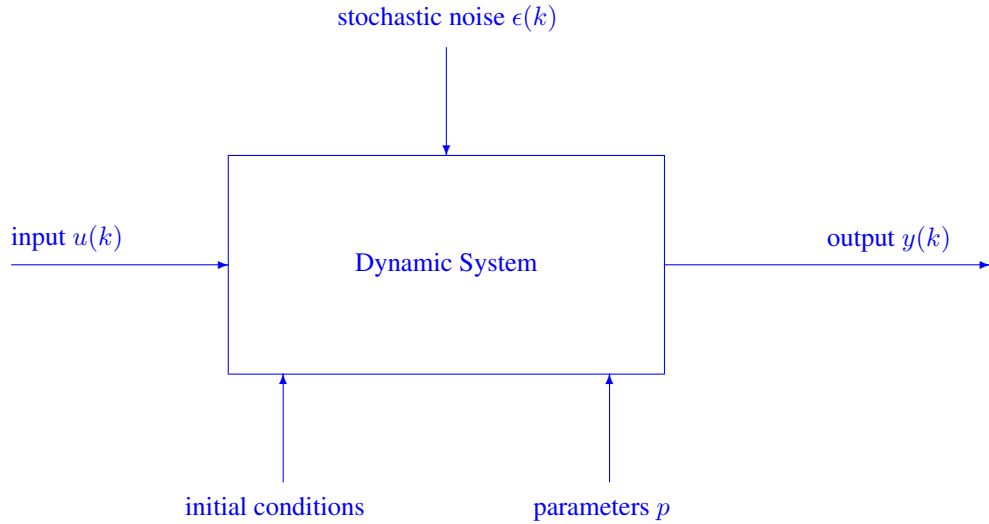 stochastic noise ϵ(k)
input u(k)
output y(k)
Dynamic System
initial conditions
parameters p